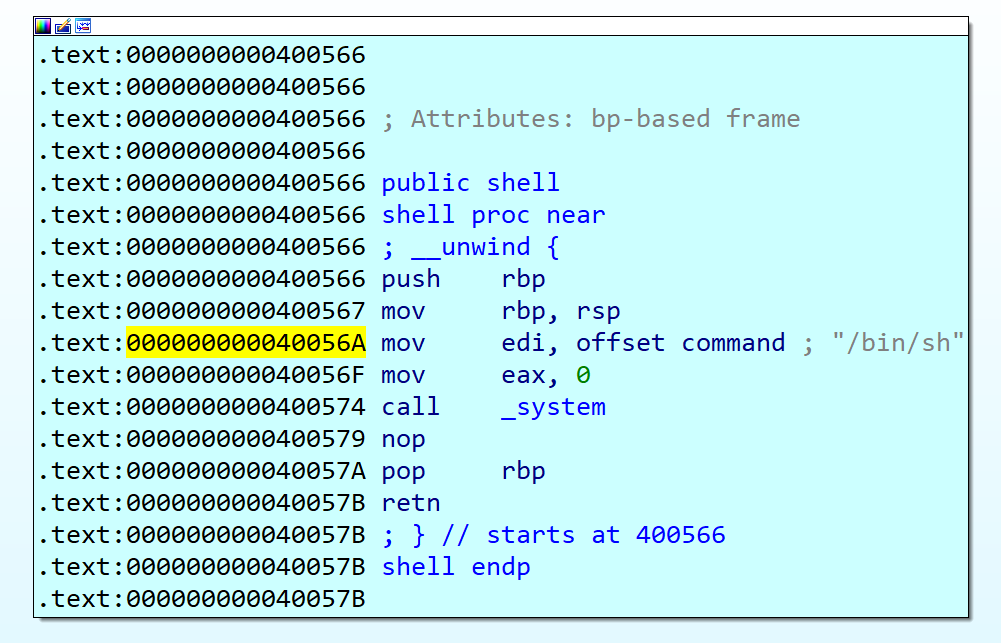 .text:0000000000400566
.text:0000000000400566
.text:0000000000400566 ; Attributes: bp-based frame
.text:0000000000400566
.text:0000000000400566 public shell
.text:0000000000400566 shell proc near
.text:0000000000400566 ; __unwind {
.text:0000000000400566 push    rbp
.text:0000000000400567 mov     rbp, rsp
.text:000000000040056A mov     edi, offset command ; "/bin/sh"
.text:000000000040056F mov     eax, 0
.text:0000000000400574 call    _system
.text:0000000000400579 nop
.text:000000000040057A pop     rbp
.text:000000000040057B retn
.text:000000000040057B ; } // starts at 400566
.text:000000000040057B shell endp
.text:000000000040057B